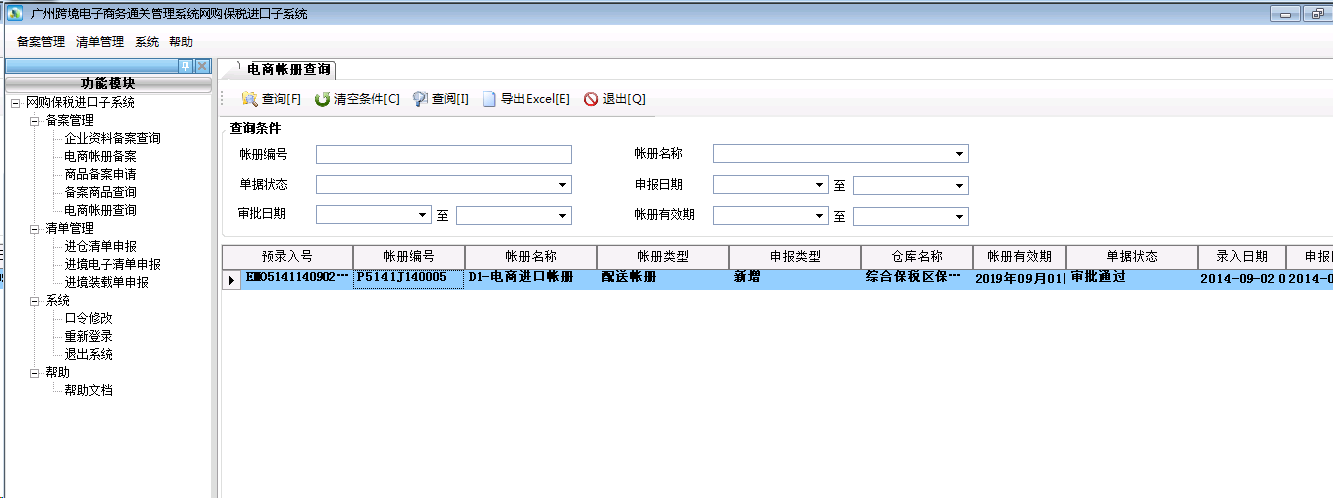 广州跨境电子商务通关管理系统网购保税进口子系统
备案管理 清单管理 系统 帮助
功能模块
网购保税进口子系统
备案管理
企业资料备案查询
电商帐册备案
商品备案申请
备案商品查询
电商帐册查询
清单管理
进仓清单申报
进境电子清单申报
进境装载单申报
系统
口令修改
重新登录
退出系统
帮助
帮助文档
电商帐册查询
查询[F] 清空条件[C] 查阅[I] 导出Excel[E] 退出[Q]
查询条件
帐册编号 帐册名称
单据状态 申报日期 至
审批日期 至 帐册有效期 至
预录入号 帐册编号 帐册名称 帐册类型 申报类型 仓库名称 帐册有效期 单据状态 录入日期 申报
EMO5141140902··· P5141J140005 D1-电商进口帐册 配送帐册 新增 综合保税区保··· 2019年09月01 审批通过 2014-09-02 0 2014-0